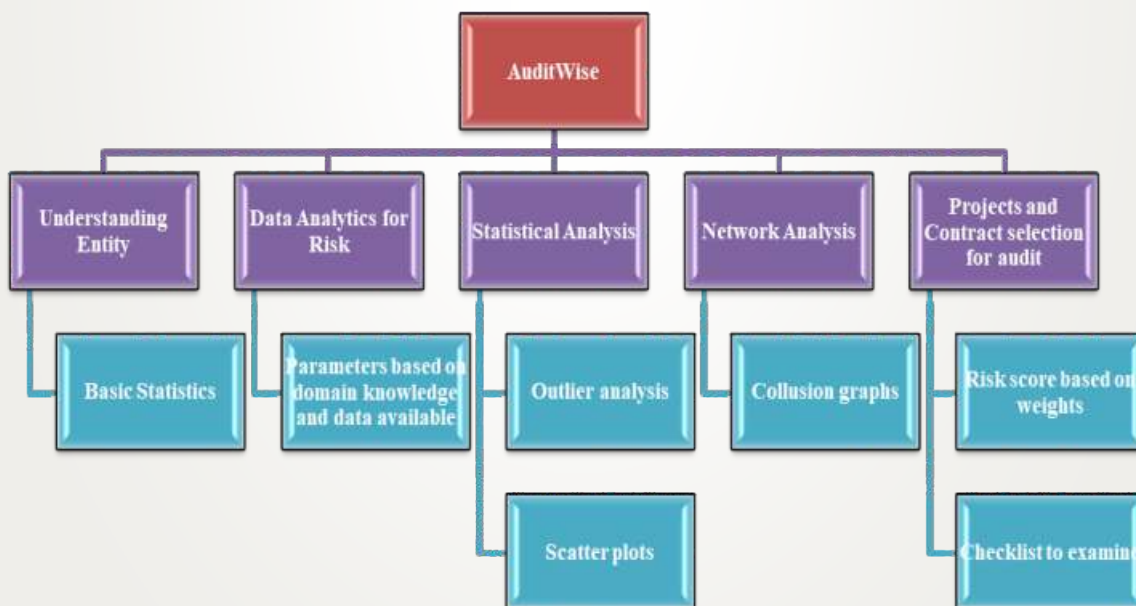 AuditWise
Understanding
Entity
Data Analytics for
Risk
Statistical Analysis
Network Analysis
Projects and
Contract selection
for audit
Basic Statistics
Parameters based on
domain knowledge
and data available
Outlier analysis
Scatter plots
Collusion graphs
Risk score based on
weights
Checklist to examine